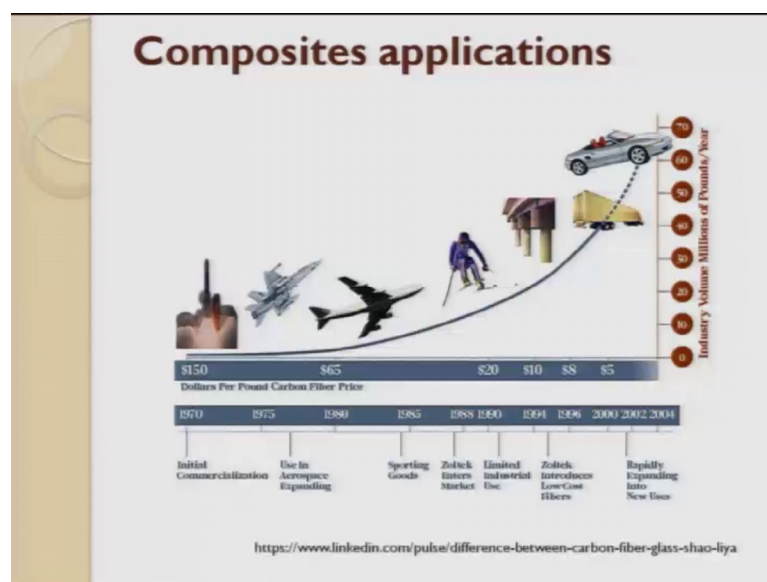 Composites applications
70
60
50
40
30
20
10
0
Industry Volume Millions of Pounds/Year
$150 $65 $20 $10 $8 $5
Dollars Per Pound Carbon Fiber Price
1970 1975 1980 1985 1988 1990 1994 1996 2000 2002 2004
Initial
Commercialization
Use In
Aerospace
Expanding
Sporting
Goods
Zoltek
Enters
Market
Limited
Industrial
Use
Zoltek
Introduces
Low Cost
Fibers
Rapidly
Expanding
Into
New Uses
https://www.linkedin.com/pulse/difference-between-carbon-fiber-glass-shao-liya